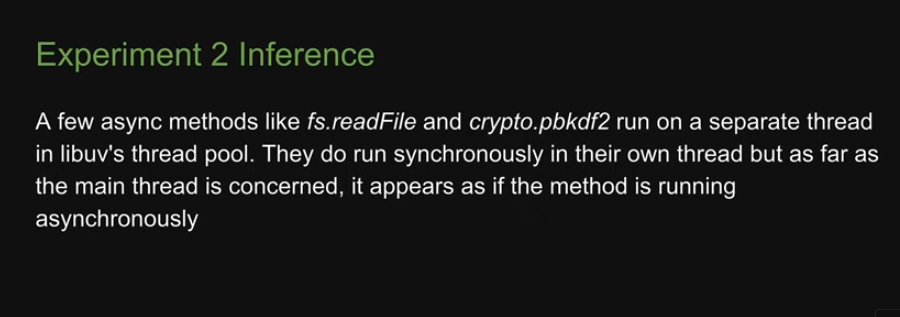 Experiment 2 Inference
A few async methods like fs.readFile and crypto.pbkdf2 run on a separate thread
in libuv's thread pool. They do run synchronously in their own thread but as far as
the main thread is concerned, it appears as if the method is running
asynchronously